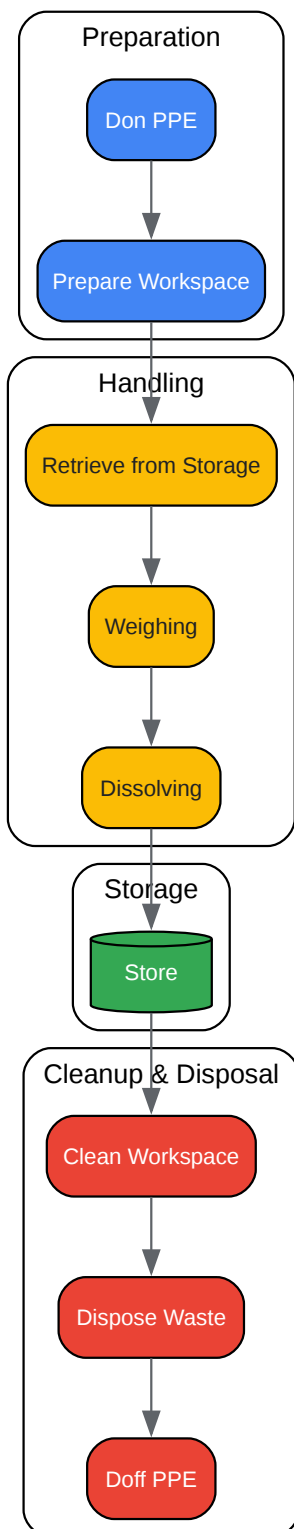 Preparation
Don PPE
Prepare Workspace
Handling
Retrieve from Storage
Weighing
Dissolving
Storage
Store
Cleanup & Disposal
Clean Workspace
Dispose Waste
Doff PPE